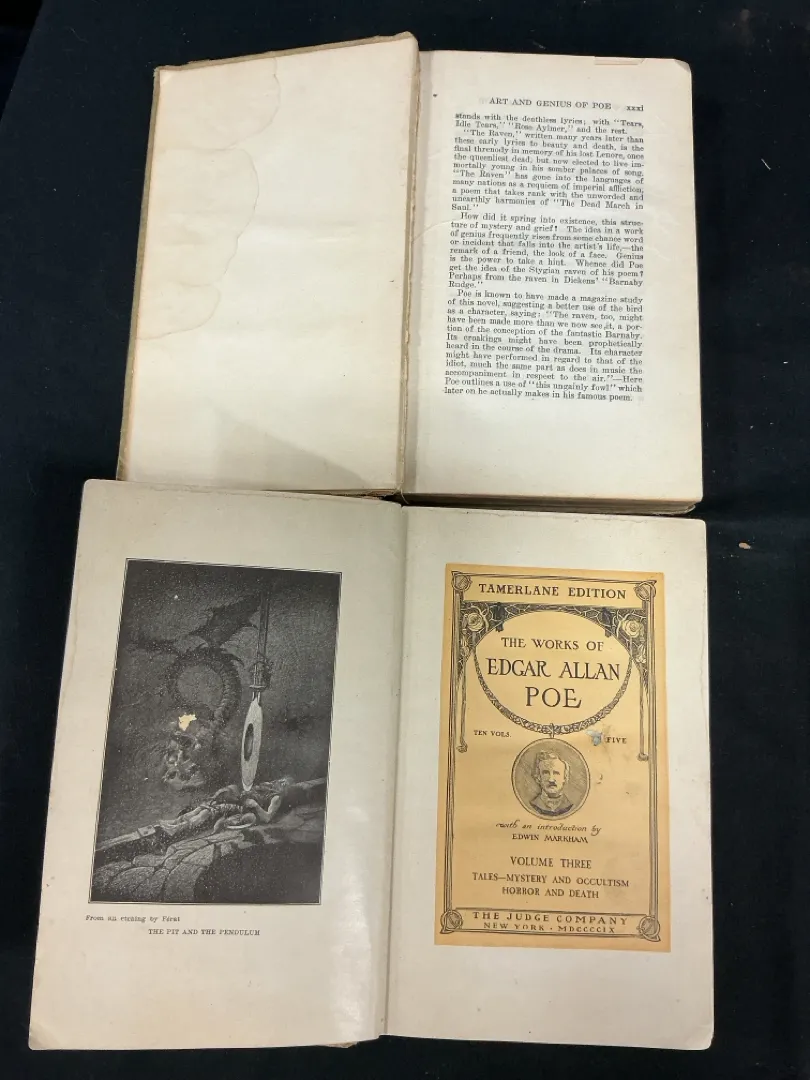 ART AND GENIUS OF POE xxxi
stands with the deathless lyrics; with "Tears,
Idle Tears," "Rose Aylmer," and the rest.
"The Raven," written many years later than
these early lyrics to beauty and death, is the
final threnody in memory of his lost Lenore, once
the queenliest dead, but now elected to live im-
mortally young in his somber palaces of song.
"The Raven" has gone into the languages of
many nations as a requiem of imperial affliction,
a poem that takes rank with the unworded and
unearthly harmonies of "The Dead March in
Saul."
How did it spring into existence, this struc-
ture of mystery and grief? The idea in a work
of genius frequently rises from some chance word
or incident that falls into the artist's life,—the
remark of a friend, the look of a face. Genius
is the power to take a hint. Whence did Poe
get the idea of the Stygian raven of his poem?
Perhaps from the raven in Dickens' "Barnaby
Rudge."
Poe is known to have made a magazine study
of this novel, suggesting a better use of the bird
as a character, saying: "The raven, too, might
have been made more than we now see it, a por-
tion of the conception of the fantastic Barnaby.
Its croakings might have been prophetically
heard in the course of the drama. Its character
might have performed in regard to that of the
idiot, much the same part as does in music the
accompaniment in respect to the air."—Here
Poe outlines a use of "this ungainly fowl" which
later on he actually makes in his famous poem.
From an etching by Férat
THE PIT AND THE PENDULUM
TAMERLANE EDITION
THE WORKS OF
EDGAR ALLAN
POE
TEN VOLS. FIVE
with an introduction by
EDWIN MARKHAM
VOLUME THREE
TALES—MYSTERY AND OCCULTISM
HORROR AND DEATH
THE JUDGE COMPANY
NEW YORK · MDCCCCIX